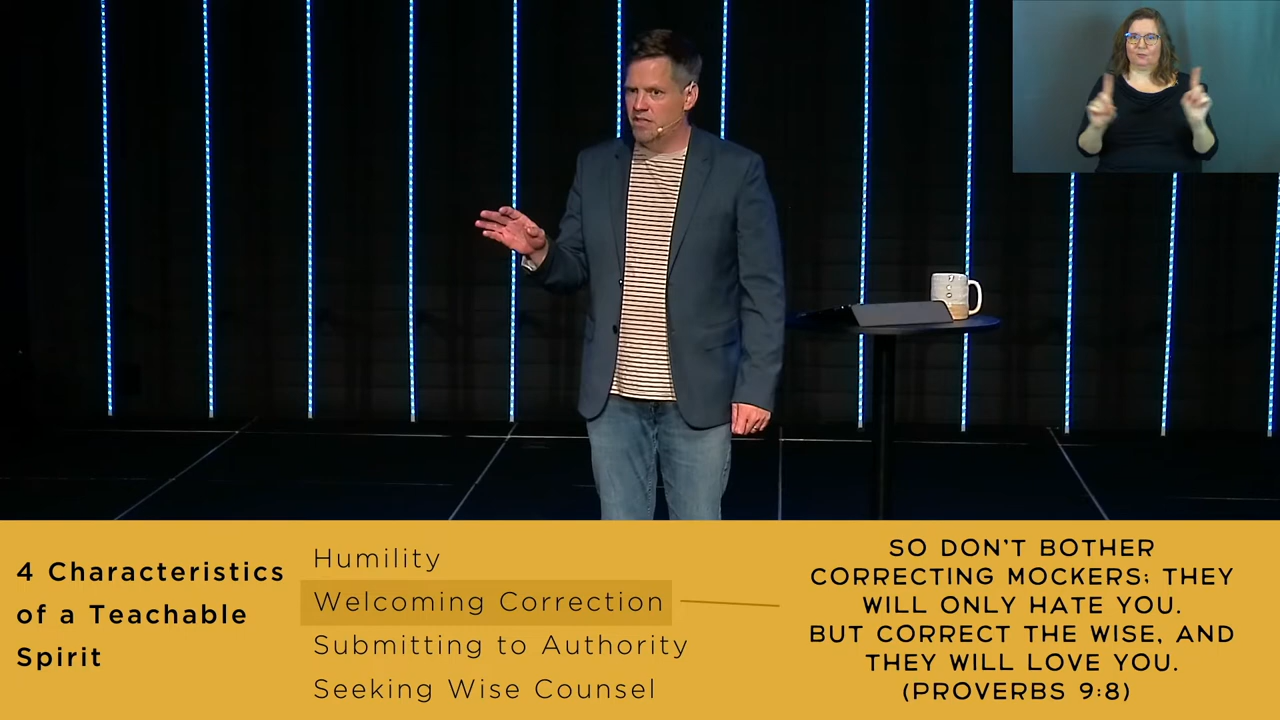 4 Characteristics
of a Teachable
Spirit
Humility
Welcoming Correction
Submitting to Authority
Seeking Wise Counsel
SO DON'T BOTHER
CORRECTING MOCKERS; THEY
WILL ONLY HATE YOU.
BUT CORRECT THE WISE, AND
THEY WILL LOVE YOU.
(PROVERBS 9:8)